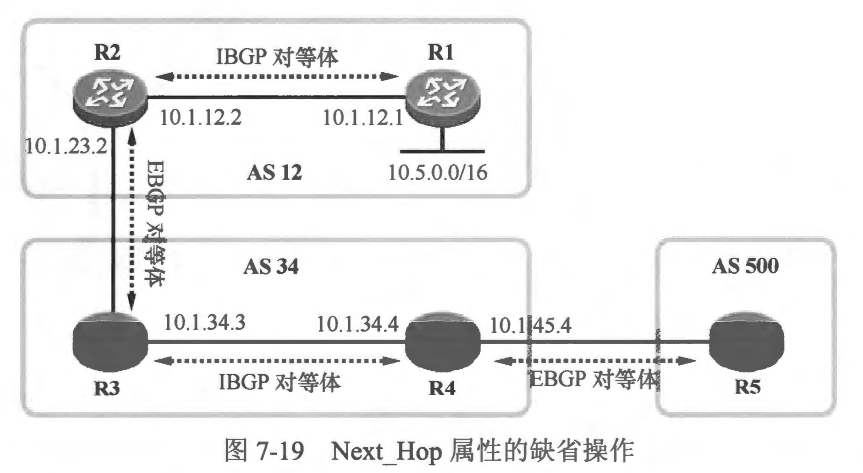 IBGP 对等体
R2
R1
10.1.12.2
10.1.12.1
10.1.23.2
AS 12
10.5.0.0/16
EBGP 对等体
AS 34
AS 500
10.1.34.3
10.1.34.4
10.1.45.4
IBGP 对等体
EBGP 对等体
R3
R4
R5
图 7-19 Next_Hop 属性的缺省操作